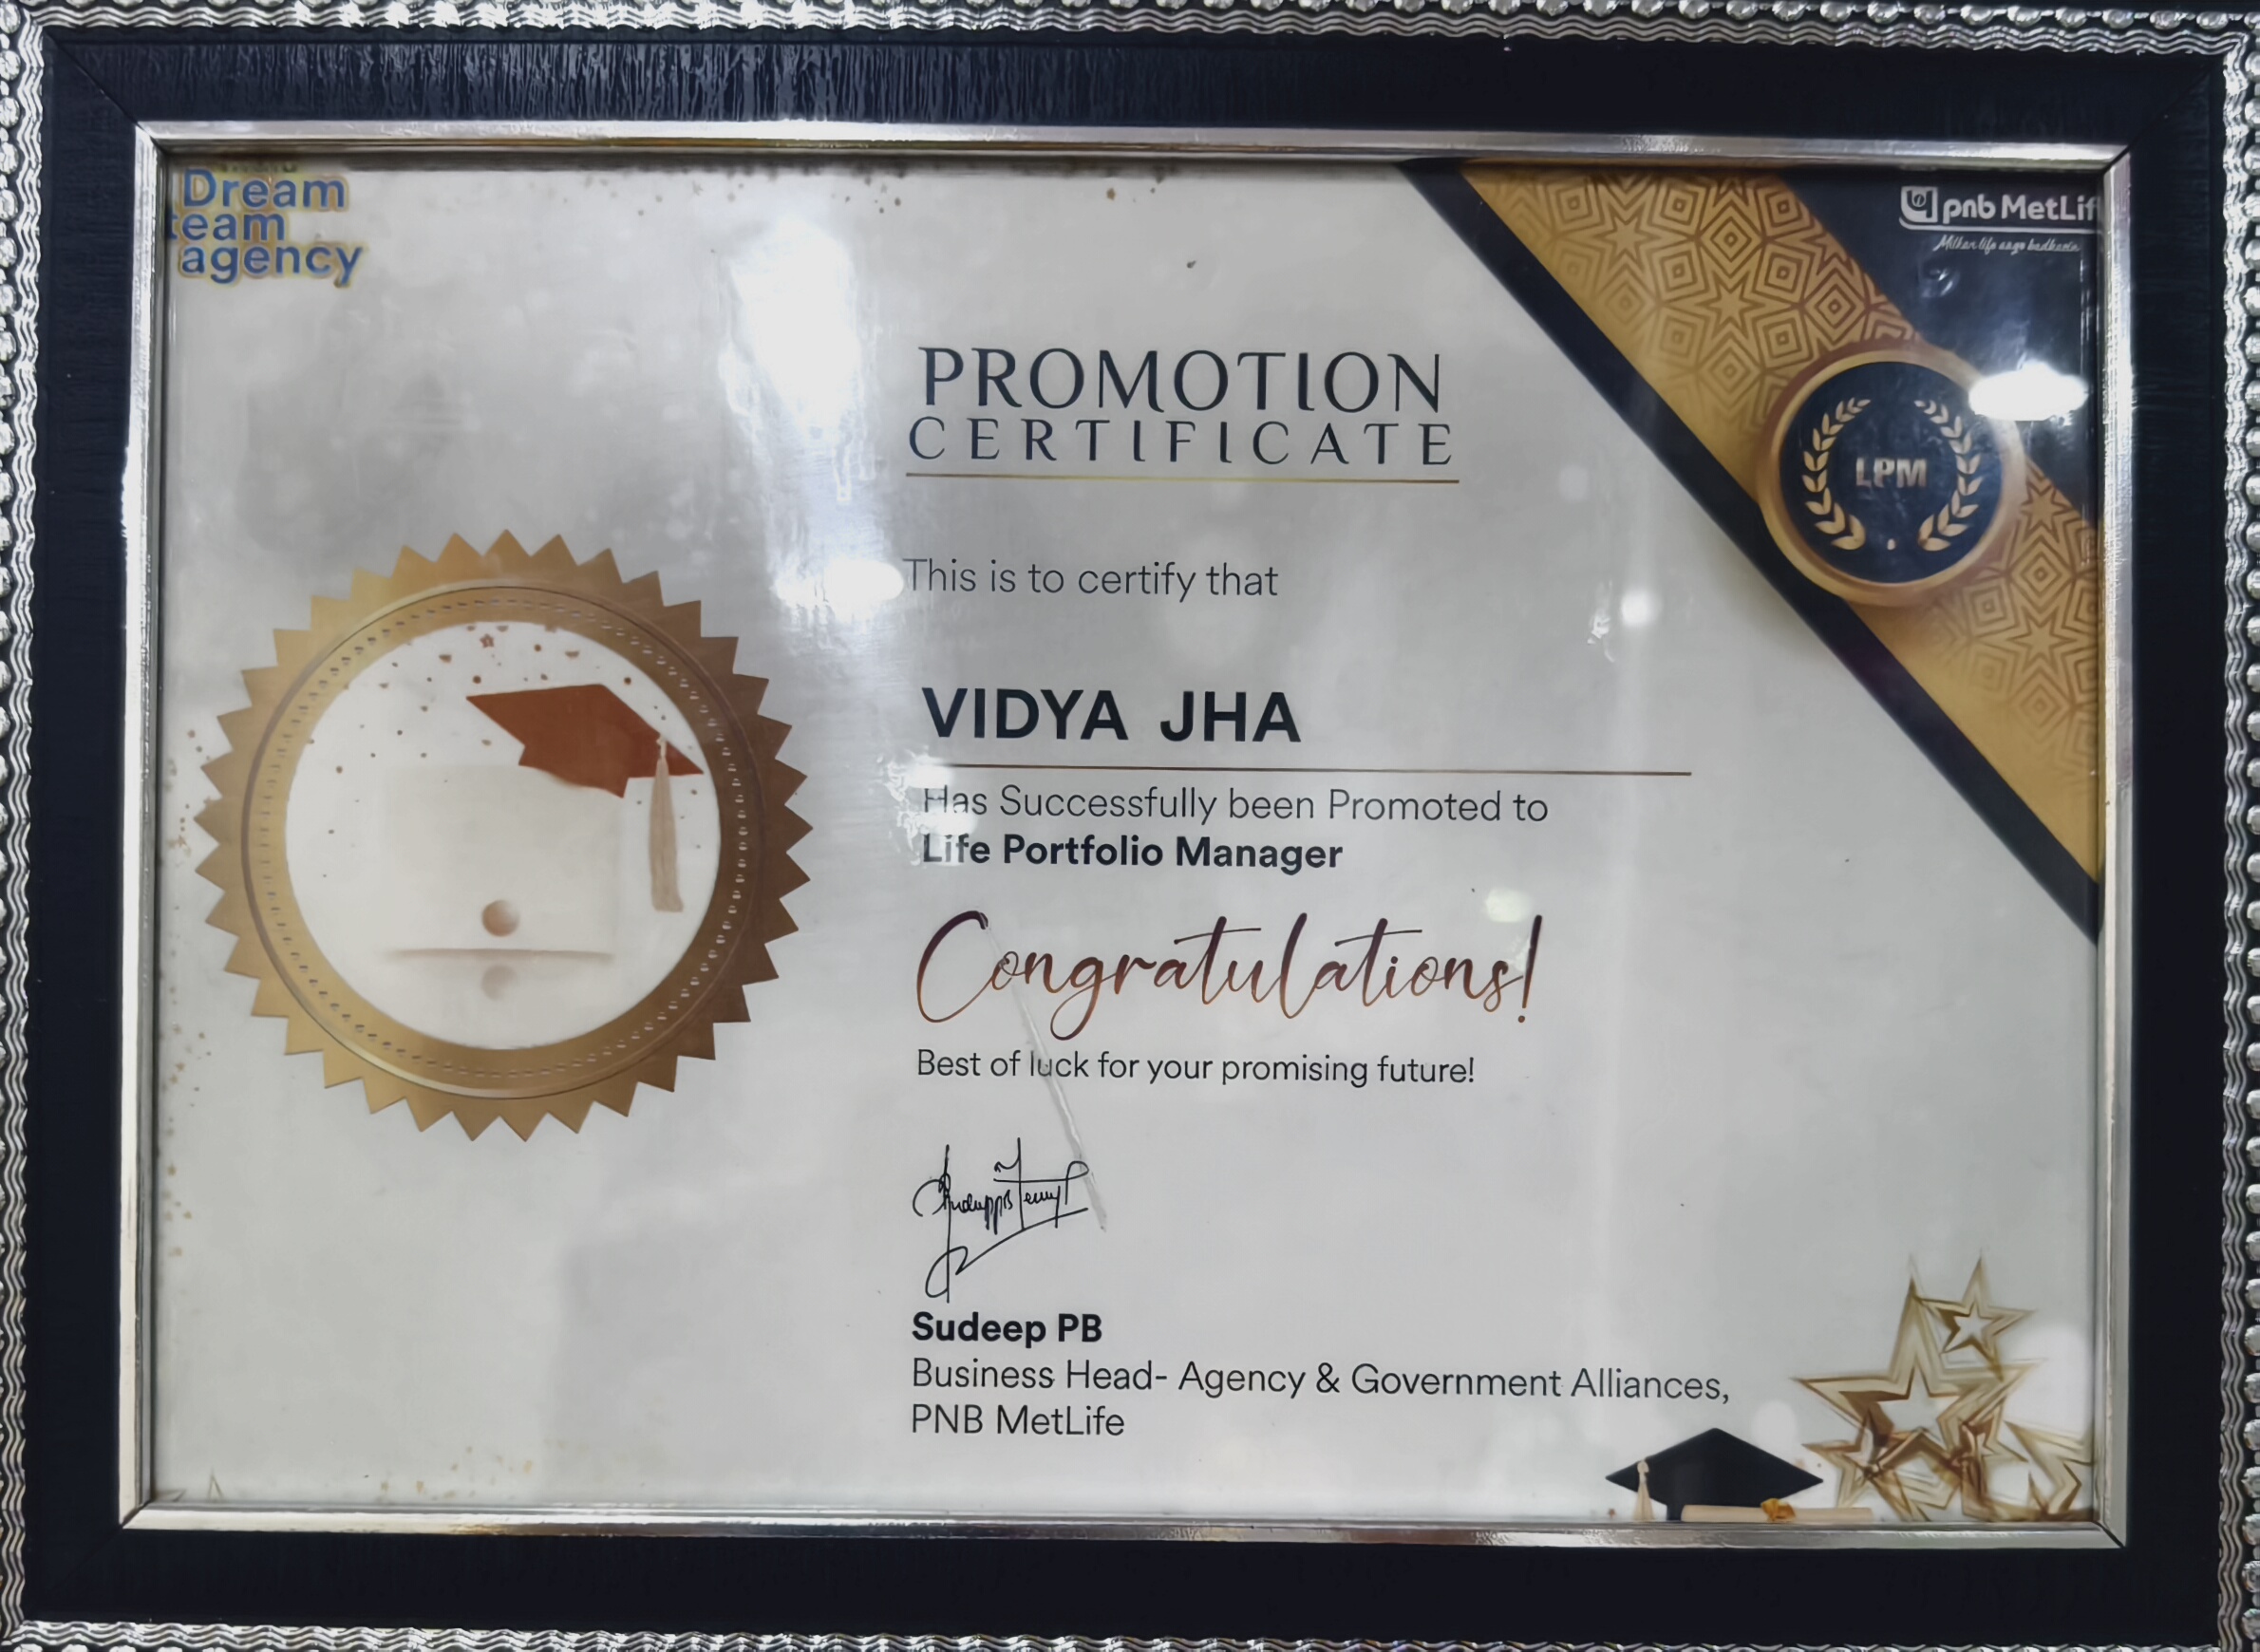 Dream
team
agency
pnb MetLif
Milkar life aage badhaein
PROMOTION
CERTIFICATE
LPM
This is to certify that
VIDYA JHA
Has Successfully been Promoted to
Life Portfolio Manager
Congratulations!
Best of luck for your promising future!
Sudeep PB
Business Head- Agency & Government Alliances,
PNB MetLife